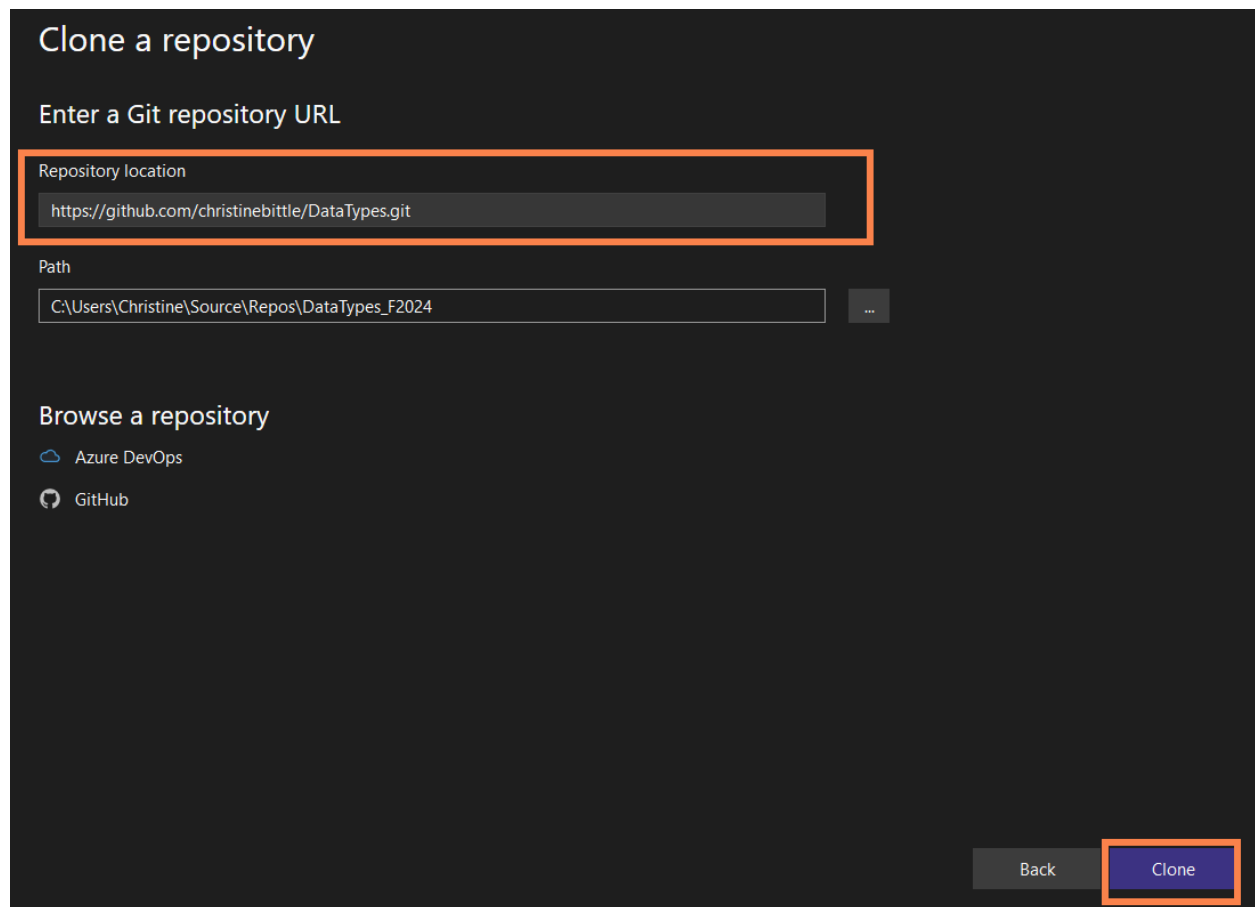 Clone a repository
Enter a Git repository URL
Repository location
https://github.com/christinebittle/DataTypes.git
Path
C:\Users\Christine\Source\Repos\DataTypes_F2024
...
Browse a repository
Azure DevOps
GitHub
Back
Clone